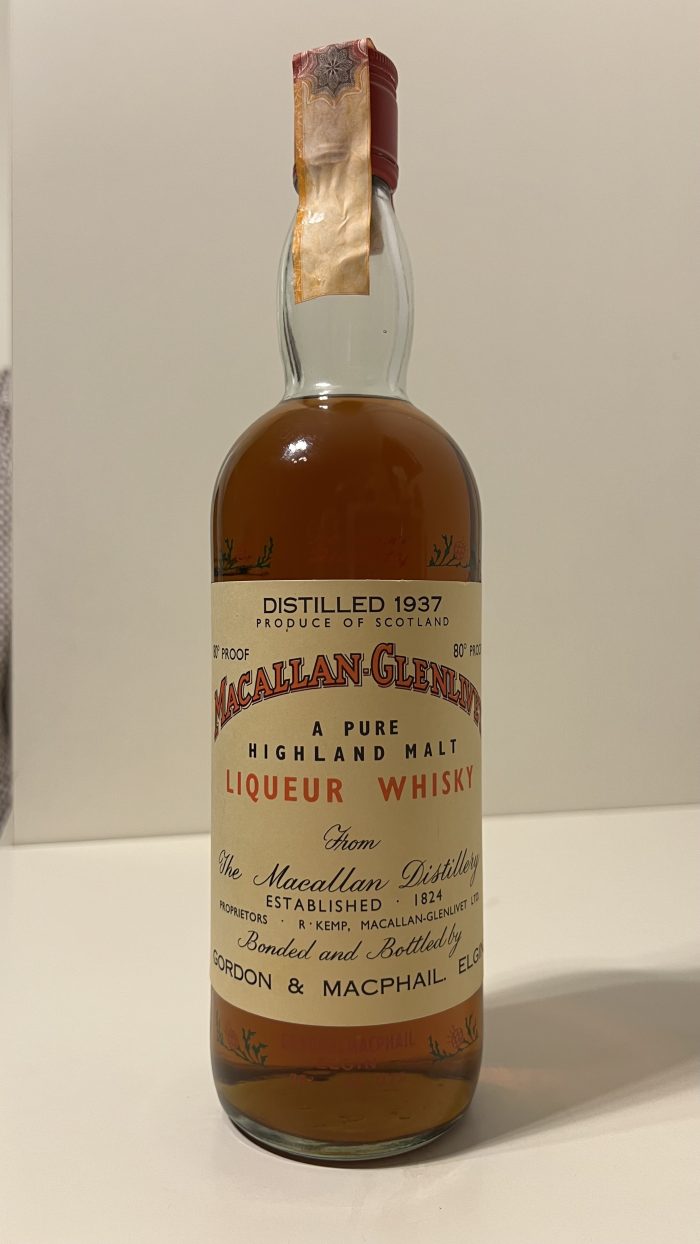 DISTILLED 1937
PRODUCE OF SCOTLAND
80° PROOF 80° PROOF
MACALLAN-GLENLIVET
A PURE
HIGHLAND MALT
LIQUEUR WHISKY
From
The Macallan Distillery
ESTABLISHED · 1824
PROPRIETORS · R·KEMP, MACALLAN-GLENLIVET LTD.
Bonded and Bottled by
GORDON & MACPHAIL. ELGIN